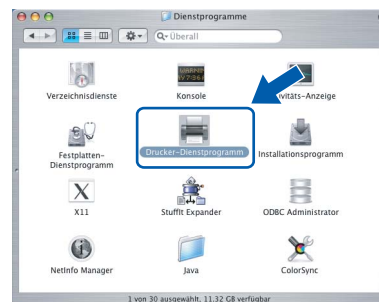 Dienstprogramme
Überall
Verzeichnisdienste
Konsole
vitäts-Anzeige
Festplatten-
Dienstprogramm
Drucker-Dienstprogramm
Installationsprogramm
X11
StuffIt Expander
ODBC Administrator
NetInfo Manager
Java
ColorSync
1 von 30 ausgewählt, 11,32 GB verfügbar